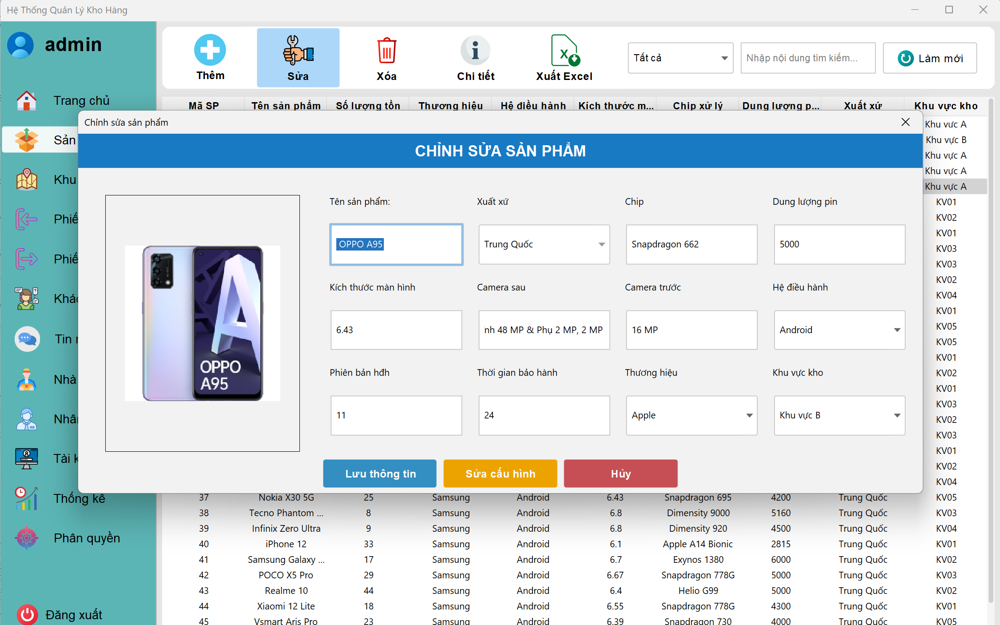 Hệ Thống Quản Lý Kho Hàng
admin
Thêm
Sửa
Xóa
Chi tiết
Xuất Excel
Tất cả
Nhập nội dung tìm kiếm...
Làm mới
Trang chủ
Sản
Khu
Phiế
Phiế
Khác
Tin
Nhà
Nhân
Tài k
Thống kê
Phân quyền
Đăng xuất
Mã SP Tên sản phẩm Số lượng tồn Thương hiệu Hệ điều hành Kích thước m... Chip xử lý Dung lượng p... Xuất xứ Khu vực kho
Chỉnh sửa sản phẩm
CHỈNH SỬA SẢN PHẨM
OPPO
A95
Tên sản phẩm: Xuất xứ Chip Dung lượng pin
OPPO A95 Trung Quốc Snapdragon 662 5000
Kích thước màn hình Camera sau Camera trước Hệ điều hành
6.43 nh 48 MP & Phụ 2 MP, 2 MP 16 MP Android
Phiên bản hđh Thời gian bảo hành Thương hiệu Khu vực kho
11 24 Apple Khu vực B
Lưu thông tin Sửa cấu hình Hủy
Khu vực A
Khu vực B
Khu vực A
Khu vực A
Khu vực A
KV01
KV02
KV01
KV03
KV03
KV02
KV04
KV01
KV05
KV05
KV01
KV02
KV01
KV03
KV02
KV03
KV01
KV02
KV04
37 Nokia X30 5G 25 Samsung Android 6.43 Snapdragon 695 4200 Trung Quốc KV05
38 Tecno Phantom ... 8 Samsung Android 6.8 Dimensity 9000 5160 Trung Quốc KV03
39 Infinix Zero Ultra 9 Samsung Android 6.8 Dimensity 920 4500 Trung Quốc KV04
40 iPhone 12 33 Samsung Android 6.1 Apple A14 Bionic 2815 Trung Quốc KV01
41 Samsung Galaxy ... 17 Samsung Android 6.7 Exynos 1380 6000 Trung Quốc KV02
42 POCO X5 Pro 29 Samsung Android 6.67 Snapdragon 778G 5000 Trung Quốc KV03
43 Realme 10 44 Samsung Android 6.4 Helio G99 5000 Trung Quốc KV02
44 Xiaomi 12 Lite 18 Samsung Android 6.55 Snapdragon 778G 4300 Trung Quốc KV01
45 Vsmart Aris Pro 23 Samsung Android 6.39 Snapdragon 730 4000 Trung Quốc KV05